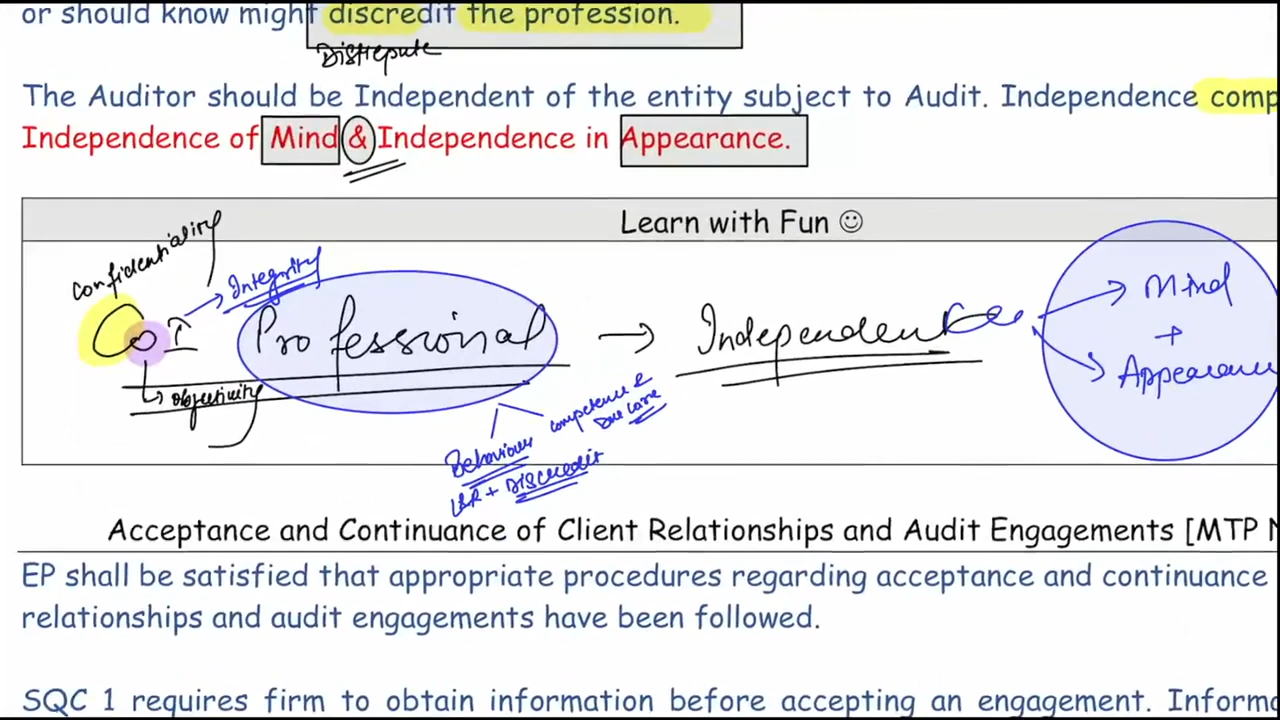 or should know might discredit the profession.
Disrepute
The Auditor should be Independent of the entity subject to Audit. Independence comp
Independence of Mind & Independence in Appearance.
Learn with Fun ☺
Confidentiality
Integrity
Co I Professional → Independence
Mind
+
Appearance
Objectivity
competence &
Due care
Behaviour
L&R + DISCREDIT
Acceptance and Continuance of Client Relationships and Audit Engagements [MTP N
EP shall be satisfied that appropriate procedures regarding acceptance and continuance
relationships and audit engagements have been followed.
SQC 1 requires firm to obtain information before accepting an engagement. Informa